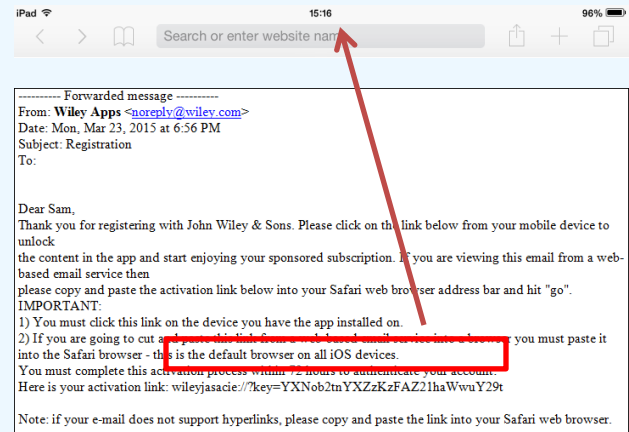 iPad 15:16 96%
Search or enter website name
---------- Forwarded message ----------
From: Wiley Apps <noreply@wiley.com>
Date: Mon, Mar 23, 2015 at 6:56 PM
Subject: Registration
To:
Dear Sam,
Thank you for registering with John Wiley & Sons. Please click on the link below from your mobile device to
unlock
the content in the app and start enjoying your sponsored subscription. If you are viewing this email from a web-
based email service then
please copy and paste the activation link below into your Safari web browser address bar and hit "go".
IMPORTANT:
1) You must click this link on the device you have the app installed on.
2) If you are going to cut and paste this link from a web-based email service into a browser you must paste it
into the Safari browser - this is the default browser on all iOS devices.
You must complete this activation process within 72 hours to authenticate your account.
Here is your activation link: wileyjasacie://?key=YXNob2tnYXZzKzFAZ21haWwuY29t
Note: if your e-mail does not support hyperlinks, please copy and paste the link into your Safari web browser.